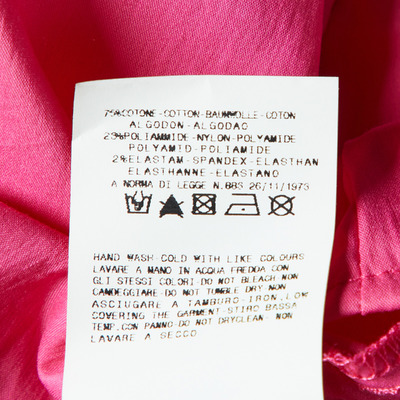 75%COTONE-COTTON-BAUMWOLLE-COTON
ALGODON-ALGODAO
23%POLIAMMIDE-NYLON-POLYAMIDE
POLYAMID-POLIAMIDE
2%ELASTAM-SPANDEX-ELASTHAN
ELASTHANNE-ELASTANO
A NORMA DI LEGGE N.883 26/11/1973
HAND WASH-COLD WITH LIKE COLOURS
LAVARE A MANO IN ACQUA FREDDA CON
GLI STESSI COLORI-DO NOT BLEACH NON
CANDEGGIARE-DO NOT TUMBLE DRY NON
ASCIUGARE A TAMBURO-IRON, LOW
COVERING THE GARMENT-STIRO BASSA
TEMP.CON PANNO-DO NOT DRYCLEAN- NON
LAVARE A SECCO